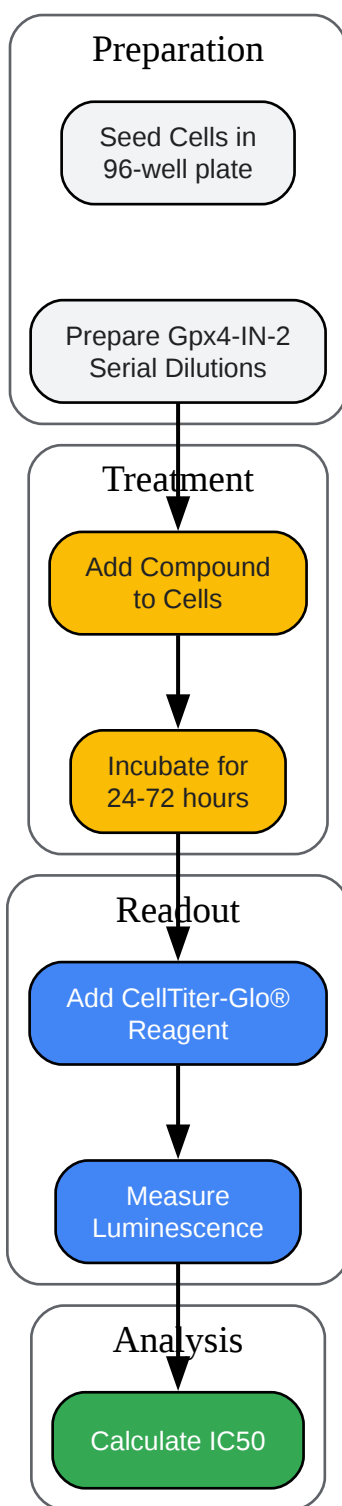 Preparation
Seed Cells in
96-well plate
Prepare Gpx4-IN-2
Serial Dilutions
Treatment
Add Compound
to Cells
Incubate for
24-72 hours
Readout
Add CellTiter-Glo®
Reagent
Measure
Luminescence
Analysis
Calculate IC50